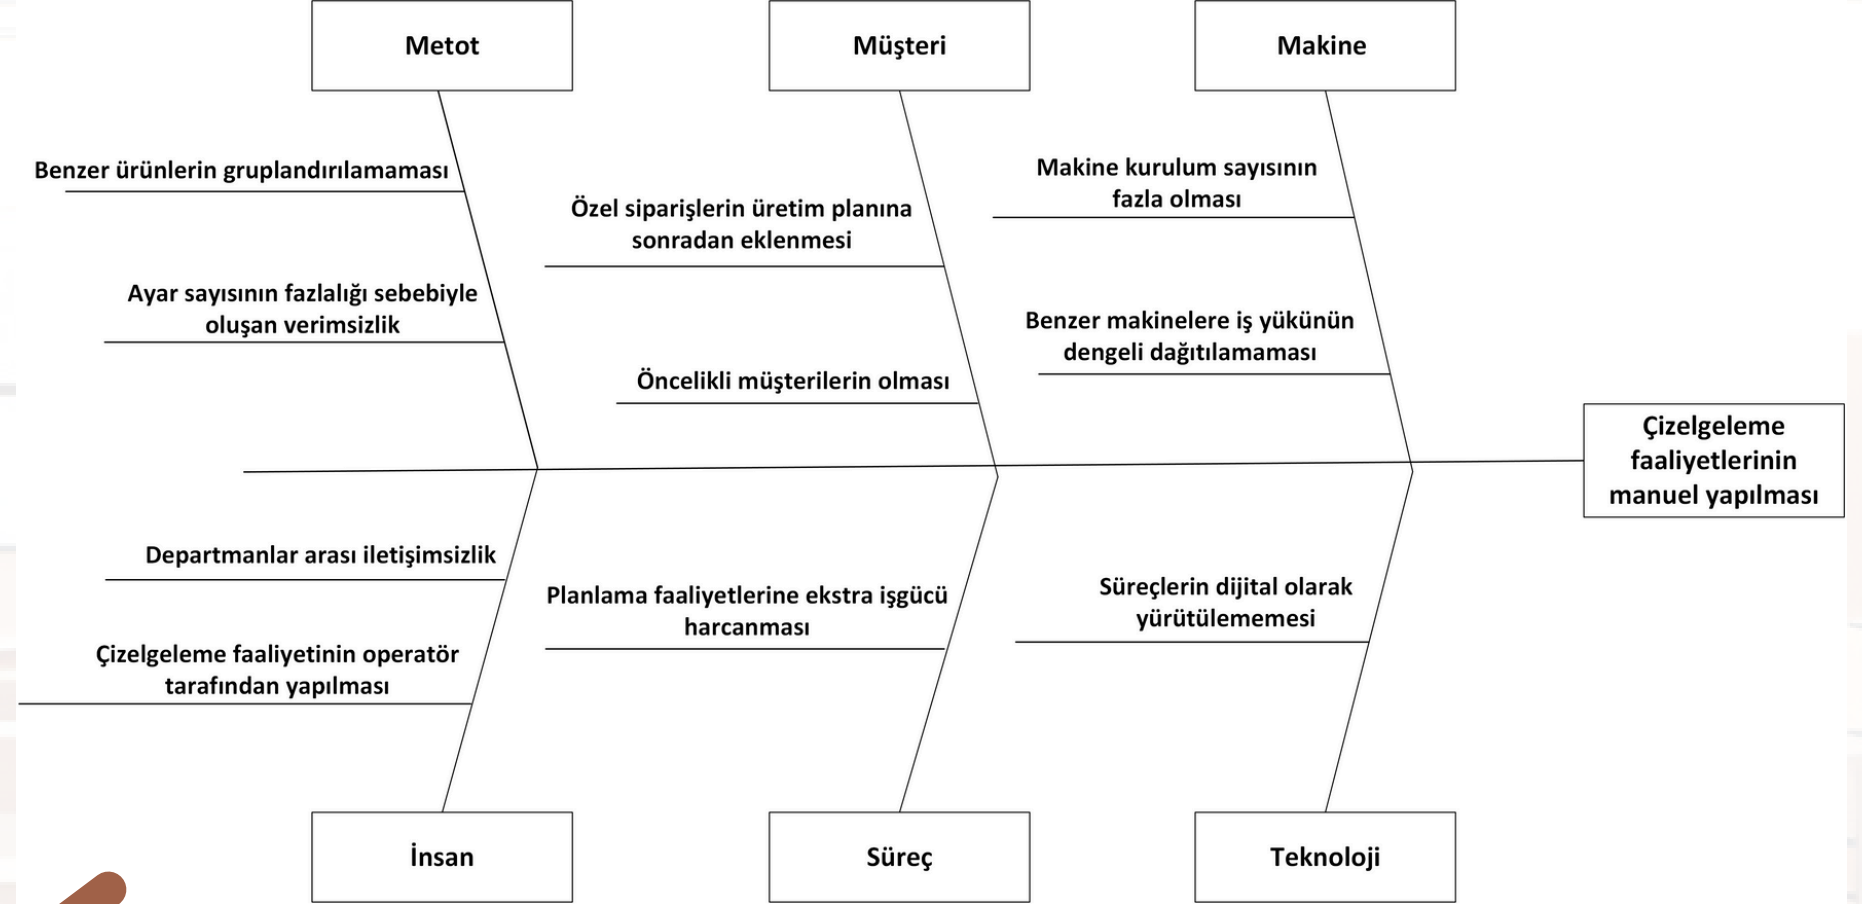 Metot
Müşteri
Makine
Benzer ürünlerin gruplandırılamaması
Ayar sayısının fazlalığı sebebiyle
oluşan verimsizlik
Özel siparişlerin üretim planına
sonradan eklenmesi
Öncelikli müşterilerin olması
Makine kurulum sayısının
fazla olması
Benzer makinelere iş yükünün
dengeli dağıtılamaması
Çizelgeleme
faaliyetlerinin
manuel yapılması
Departmanlar arası iletişimsizlik
Çizelgeleme faaliyetinin operatör
tarafından yapılması
Planlama faaliyetlerine ekstra işgücü
harcanması
Süreçlerin dijital olarak
yürütülememesi
İnsan
Süreç
Teknoloji